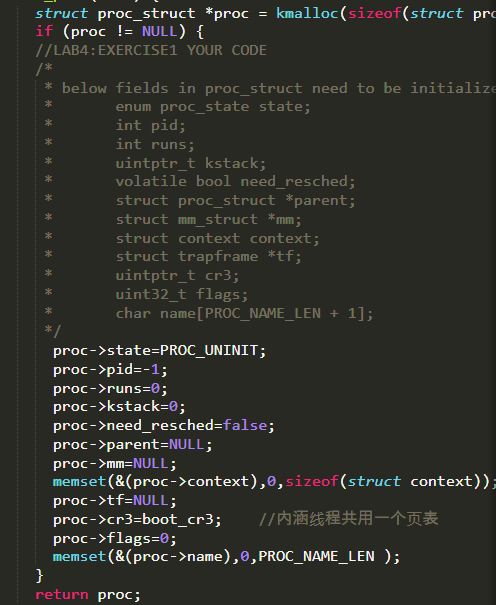 struct proc_struct *proc = kmalloc(sizeof(struct
if (proc != NULL) {
//LAB4:EXERCISE1 YOUR CODE
/*
* below fields in proc_struct need to be initialize
* enum proc_state state;
* int pid;
* int runs;
* uintptr_t kstack;
* volatile bool need_resched;
* struct proc_struct *parent;
* struct mm_struct *mm;
* struct context context;
* struct trapframe *tf;
* uintptr_t cr3;
* uint32_t flags;
* char name[PROC_NAME_LEN + 1];
*/
proc->state=PROC_UNINIT;
proc->pid=-1;
proc->runs=0;
proc->kstack=0;
proc->need_resched=false;
proc->parent=NULL;
proc->mm=NULL;
memset(&(proc->context),0,sizeof(struct context));
proc->tf=NULL;
proc->cr3=boot_cr3; //内涵线程共用一个页表
proc->flags=0;
memset(&(proc->name),0,PROC_NAME_LEN );
}
return proc;